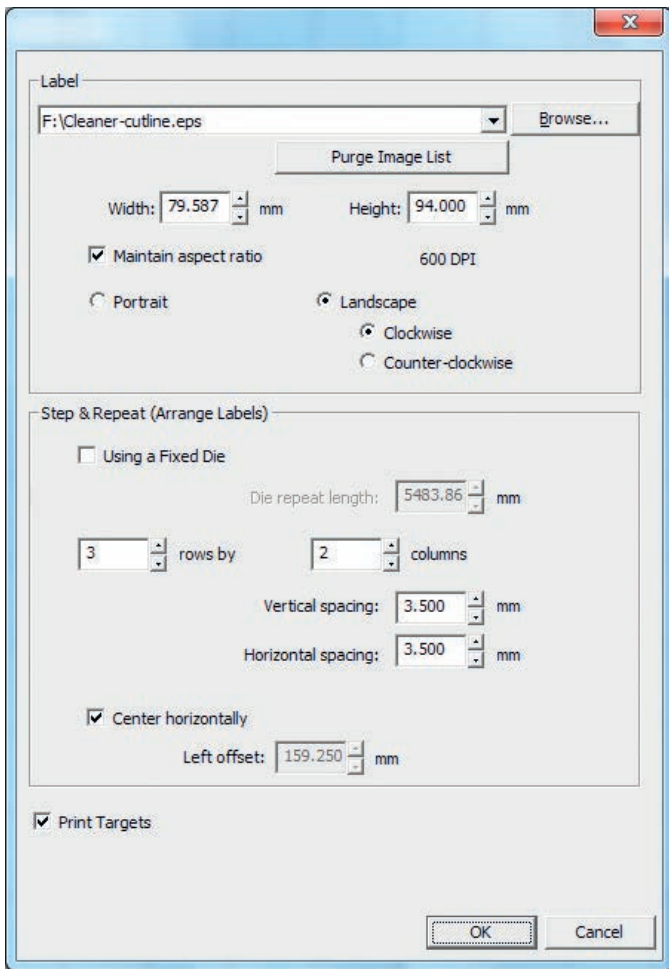 Label
F:\Cleaner-cutline.eps
Browse...
Purge Image List
Width: 79.587 mm Height: 94.000 mm
Maintain aspect ratio 600 DPI
Portrait Landscape
Clockwise
Counter-clockwise
Step & Repeat (Arrange Labels)
Using a Fixed Die
Die repeat length: 5483.86 mm
3 rows by 2 columns
Vertical spacing: 3.500 mm
Horizontal spacing: 3.500 mm
Center horizontally
Left offset: 159.250 mm
Print Targets
OK Cancel